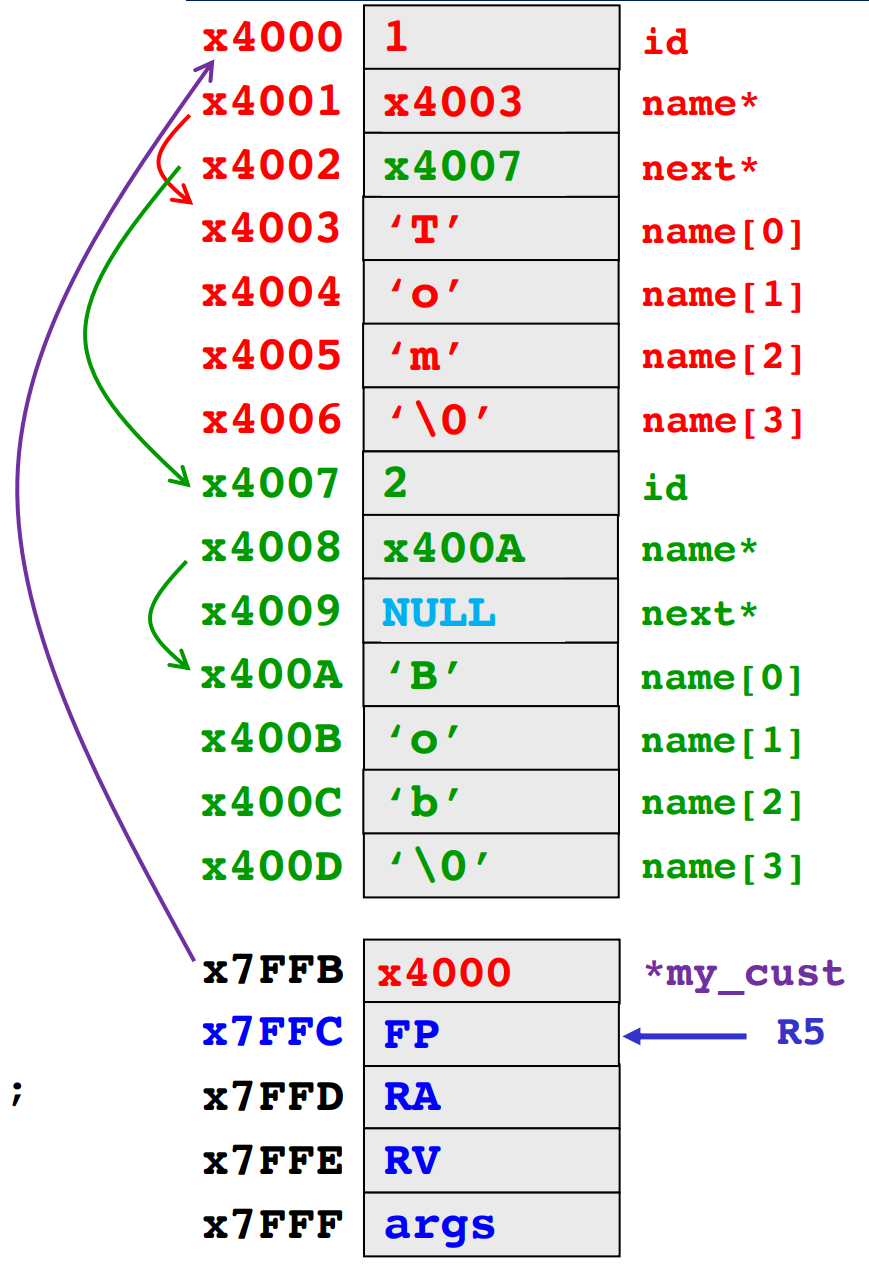 x4000 1 id
x4001 x4003 name*
x4002 x4007 next*
x4003 ‘T’ name[0]
x4004 ‘o’ name[1]
x4005 ‘m’ name[2]
x4006 ‘\0’ name[3]
x4007 2 id
x4008 x400A name*
x4009 NULL next*
x400A ‘B’ name[0]
x400B ‘o’ name[1]
x400C ‘b’ name[2]
x400D ‘\0’ name[3]
x7FFB x4000 *my_cust
x7FFC FP R5
; x7FFD RA
x7FFE RV
x7FFF args